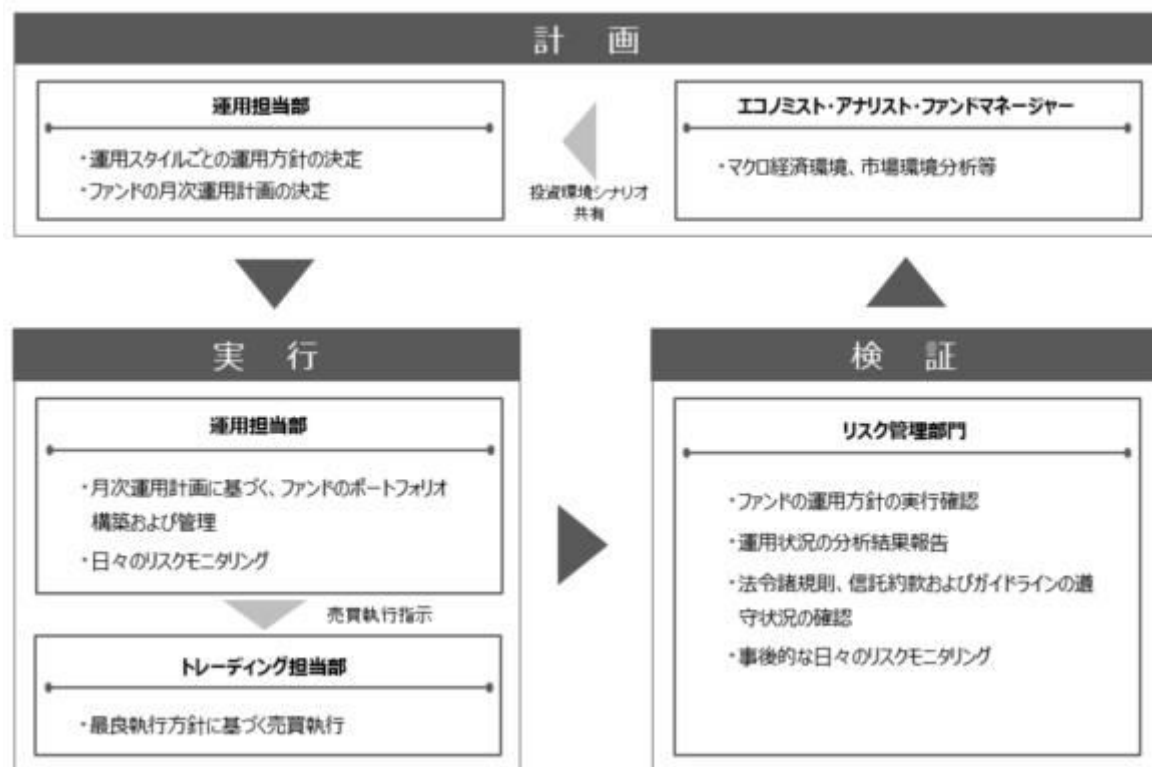 計 画
運用担当部
・運用スタイルごとの運用方針の決定
・ファンドの月次運用計画の決定
投資環境シナリオ
共有
エコノミスト・アナリスト・ファンドマネージャー
・マクロ経済環境、市場環境分析等
実 行
運用担当部
・月次運用計画に基づく、ファンドのポートフォリオ
構築および管理
・日々のリスクモニタリング
売買執行指示
トレーディング担当部
・最良執行方針に基づく売買執行
検 証
リスク管理部門
・ファンドの運用方針の実行確認
・運用状況の分析結果報告
・法令諸規則、信託約款およびガイドラインの遵
守状況の確認
・事後的な日々のリスクモニタリング